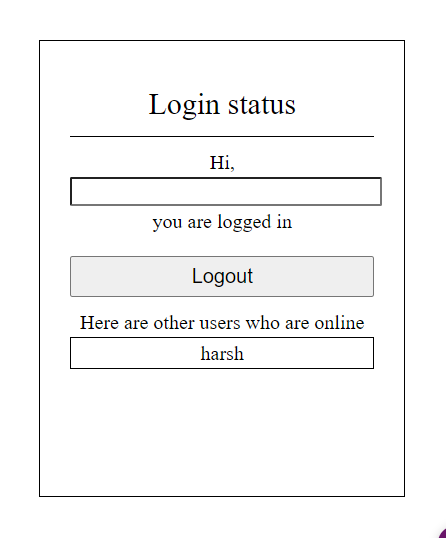 Login status
Hi,
you are logged in
Logout
Here are other users who are online
harsh